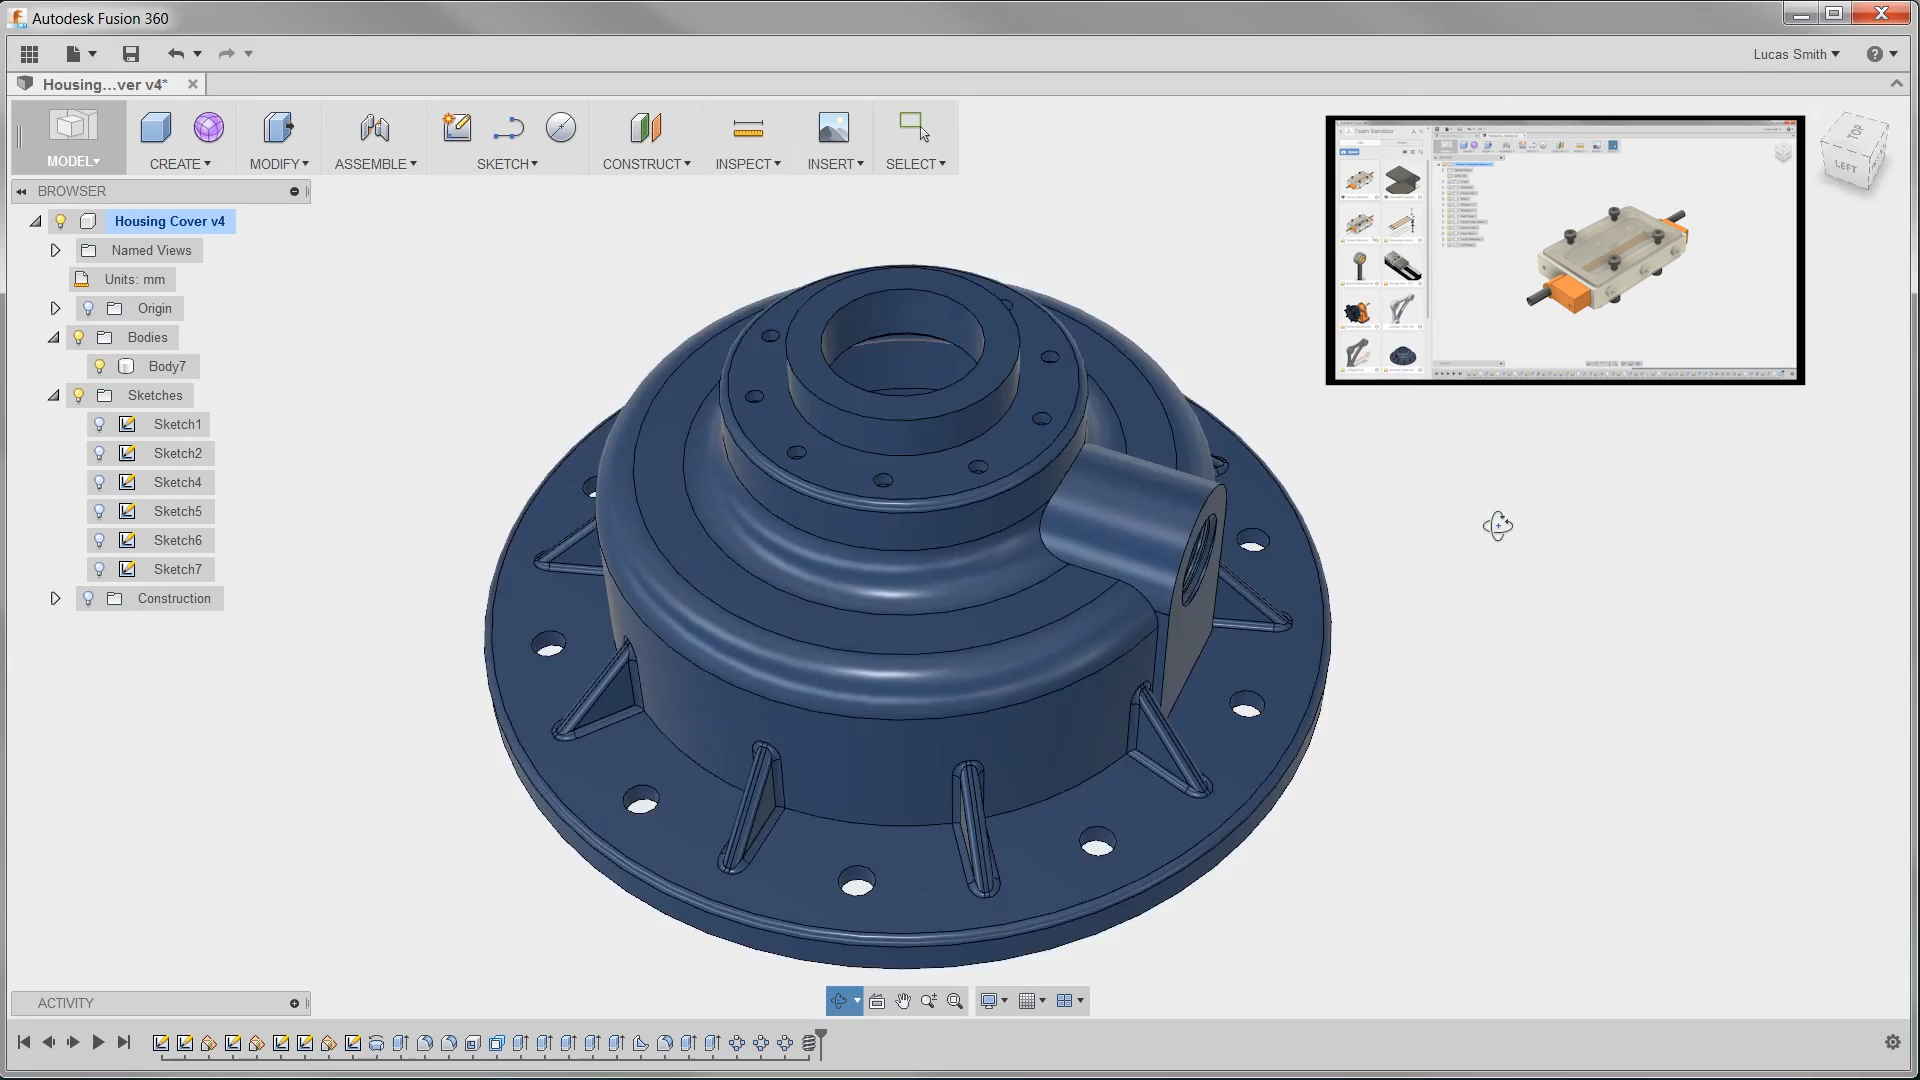 Autodesk Fusion 360
Lucas Smith
Housing...ver v4*
MODEL
CREATE
MODIFY
ASSEMBLE
SKETCH
CONSTRUCT
INSPECT
INSERT
SELECT
TOP
LEFT
BROWSER
Housing Cover v4
Named Views
Units: mm
Origin
Bodies
Body7
Sketches
Sketch1
Sketch2
Sketch4
Sketch5
Sketch6
Sketch7
Construction
Team Sandbox
ACTIVITY